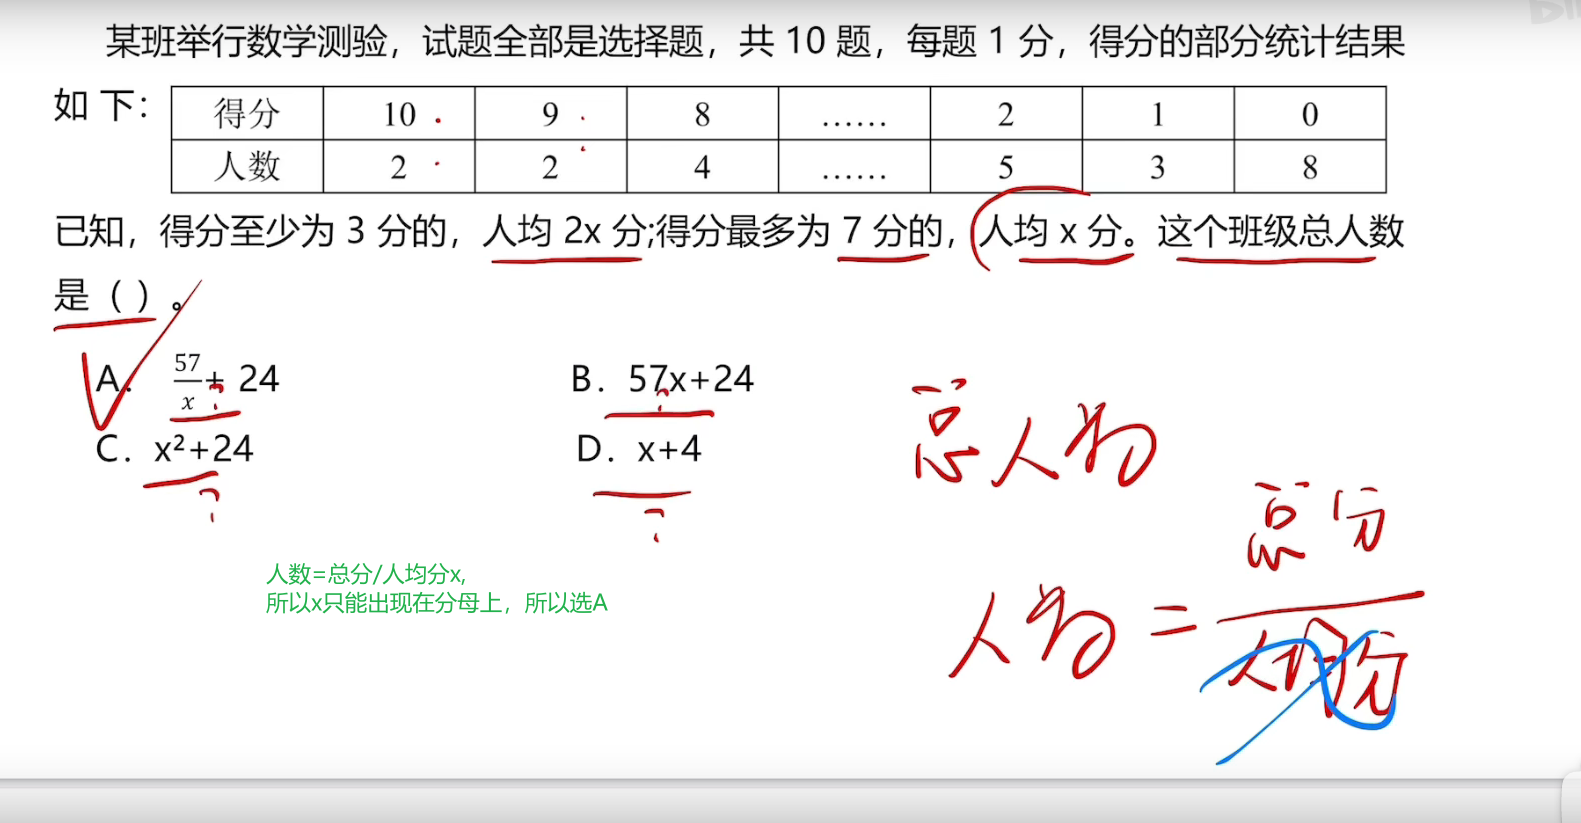 某班举行数学测验，试题全部是选择题，共 10 题，每题 1 分，得分的部分统计结果
如 下：
得分 10 9 8 …… 2 1 0
人数 2 2 4 …… 5 3 8
已知，得分至少为 3 分的，人均 2x 分;得分最多为 7 分的，人均 x 分。这个班级总人数
是（ ）。
A. 57/x + 24
B. 57x+24
C. x²+24
D. x+4
?
?
?
?
总人数
总分
人数 =
人均分
人数=总分/人均分x,
所以x只能出现在分母上，所以选A